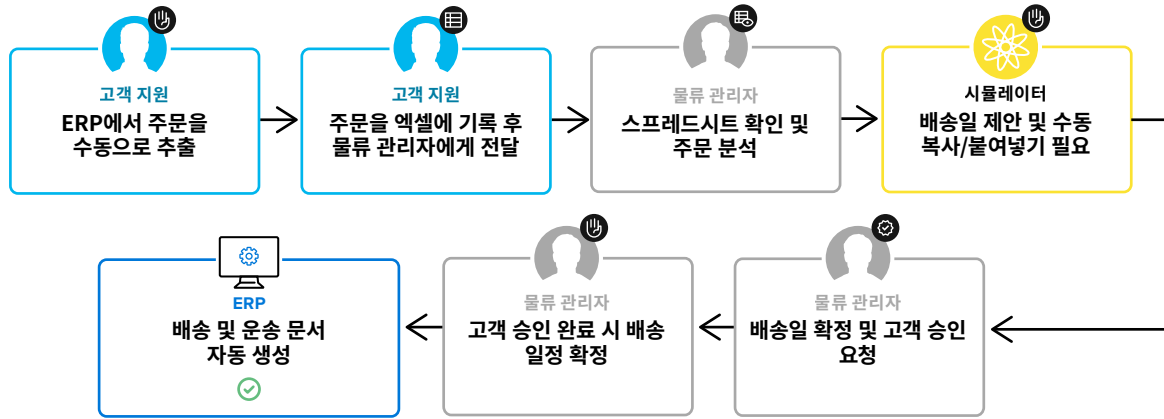 고객 지원
ERP에서 주문을
수동으로 추출
고객 지원
주문을 엑셀에 기록 후
물류 관리자에게 전달
물류 관리자
스프레드시트 확인 및
주문 분석
시뮬레이터
배송일 제안 및 수동
복사/붙여넣기 필요
물류 관리자
배송일 확정 및 고객 승인
요청
물류 관리자
고객 승인 완료 시 배송
일정 확정
ERP
배송 및 운송 문서
자동 생성